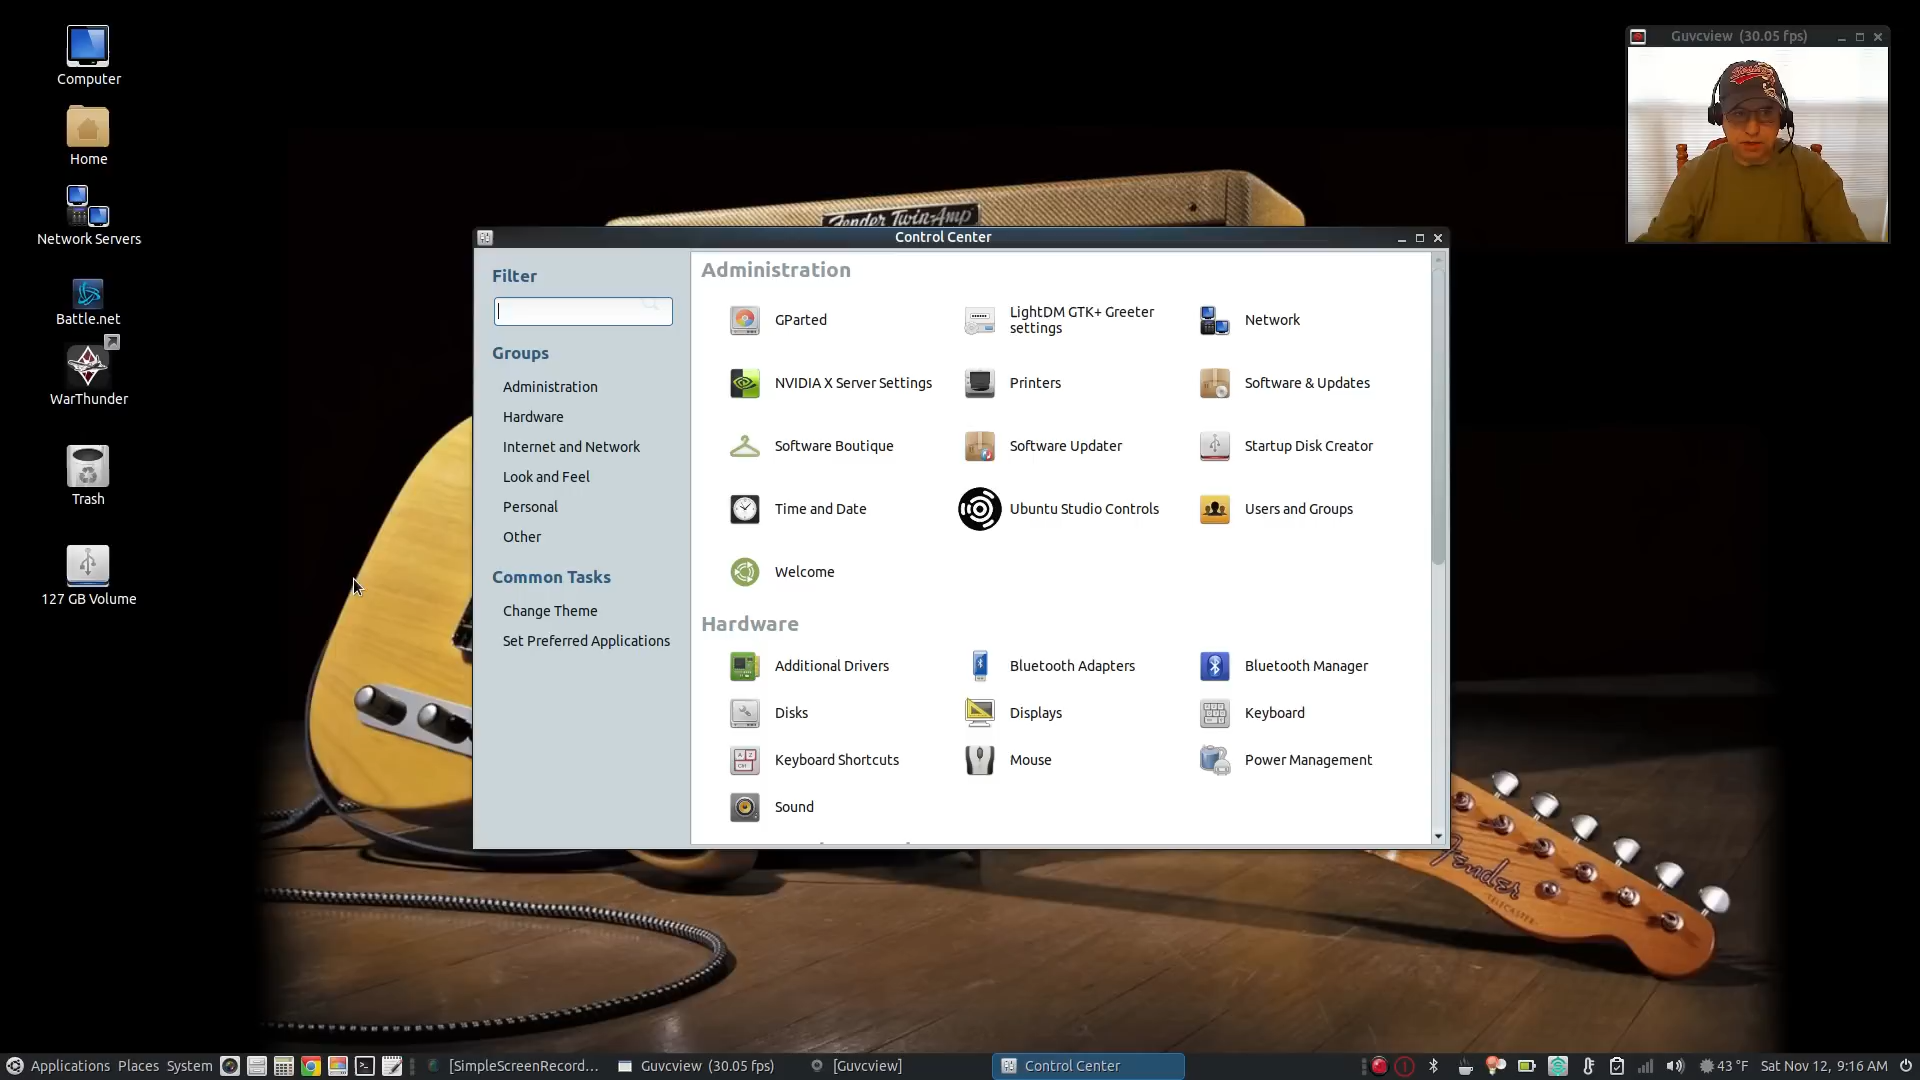 Computer
Home
Network Servers
Battle.net
WarThunder
Trash
127 GB Volume
Guvcview (30.05 fps)
Fender Twin-Amp
Control Center
Filter
Groups
Administration
Hardware
Internet and Network
Look and Feel
Personal
Other
Common Tasks
Change Theme
Set Preferred Applications
Administration
GParted
LightDM GTK+ Greeter
settings
Network
NVIDIA X Server Settings
Printers
Software & Updates
Software Boutique
Software Updater
Startup Disk Creator
Time and Date
Ubuntu Studio Controls
Users and Groups
Welcome
Hardware
Additional Drivers
Bluetooth Adapters
Bluetooth Manager
Disks
Displays
Keyboard
Keyboard Shortcuts
Mouse
Power Management
Sound
Fender
TELECASTER
Applications Places System
[SimpleScreenRecord...
Guvcview (30.05 fps)
[Guvcview]
Control Center
43 °F
Sat Nov 12, 9:16 AM